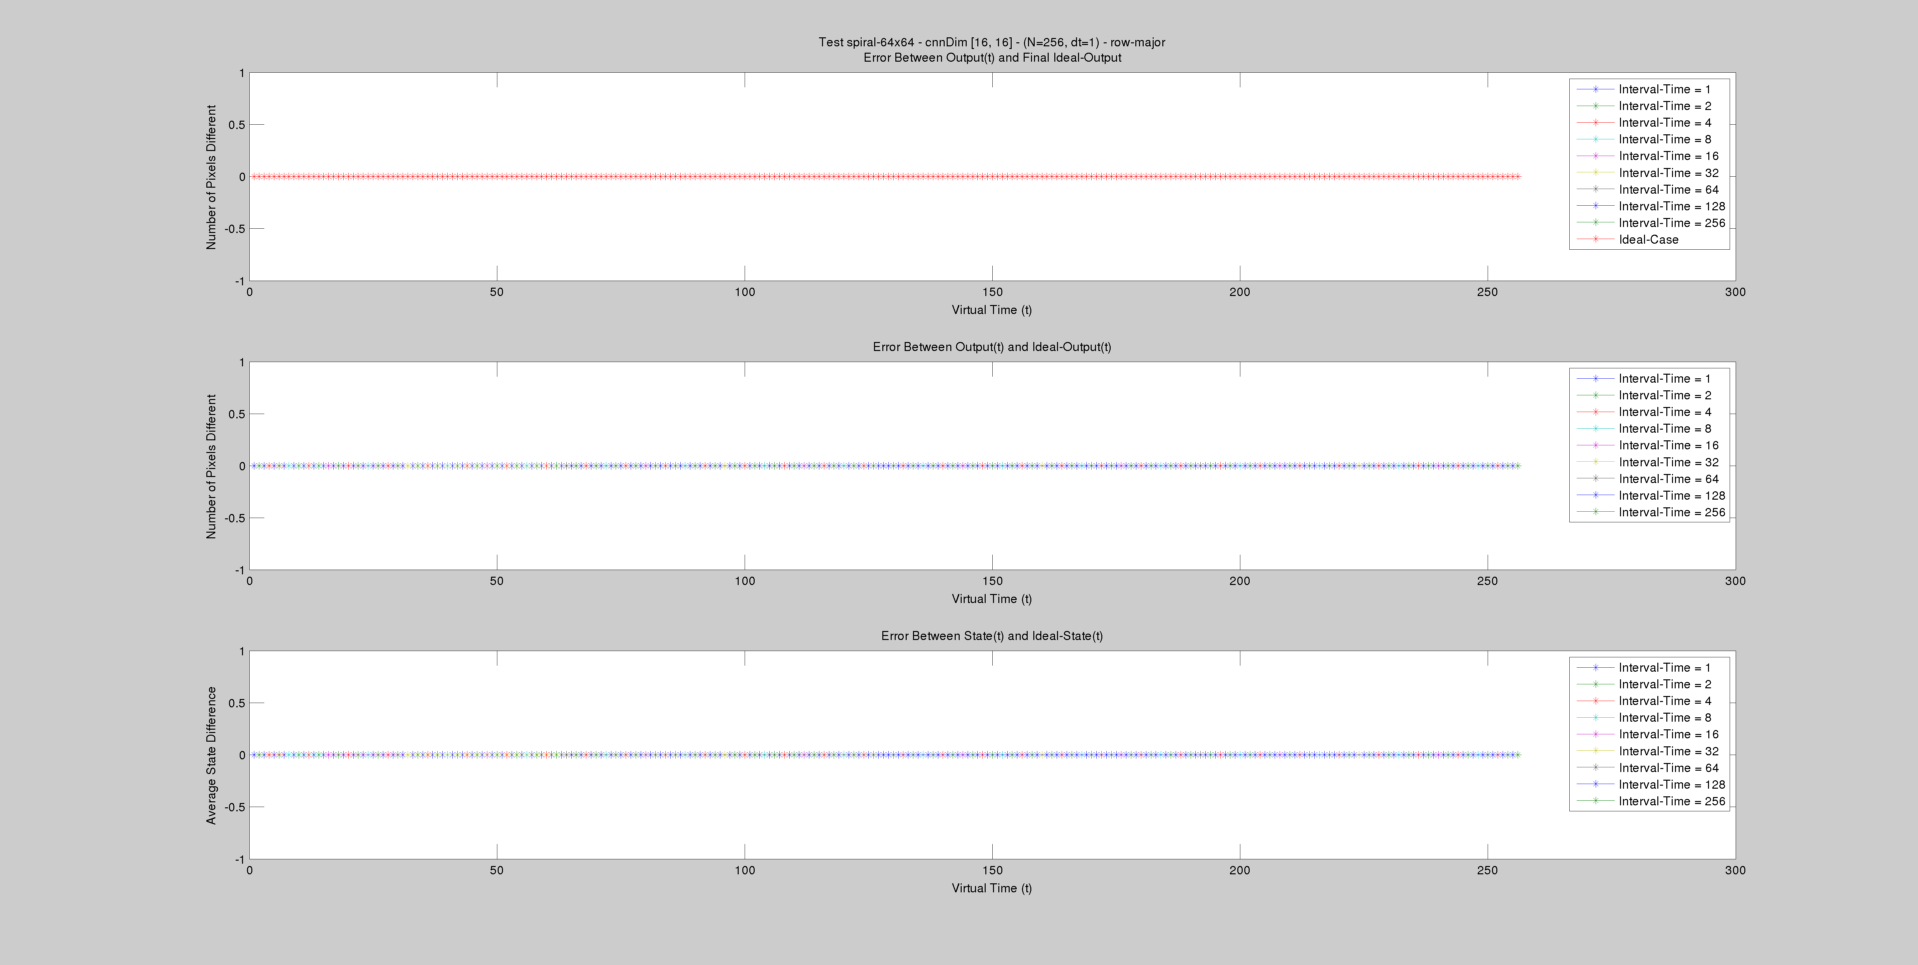 Test spiral-64x64 - cnnDim [16, 16] - (N=256, dt=1) - row-major
Error Between Output(t) and Final Ideal-Output
Number of Pixels Different
1
0.5
0
-0.5
-1
0 50 100 150 200 250 300
Virtual Time (t)
Interval-Time = 1
Interval-Time = 2
Interval-Time = 4
Interval-Time = 8
Interval-Time = 16
Interval-Time = 32
Interval-Time = 64
Interval-Time = 128
Interval-Time = 256
Ideal-Case
Error Between Output(t) and Ideal-Output(t)
Number of Pixels Different
1
0.5
0
-0.5
-1
0 50 100 150 200 250 300
Virtual Time (t)
Interval-Time = 1
Interval-Time = 2
Interval-Time = 4
Interval-Time = 8
Interval-Time = 16
Interval-Time = 32
Interval-Time = 64
Interval-Time = 128
Interval-Time = 256
Error Between State(t) and Ideal-State(t)
Average State Difference
1
0.5
0
-0.5
-1
0 50 100 150 200 250 300
Virtual Time (t)
Interval-Time = 1
Interval-Time = 2
Interval-Time = 4
Interval-Time = 8
Interval-Time = 16
Interval-Time = 32
Interval-Time = 64
Interval-Time = 128
Interval-Time = 256